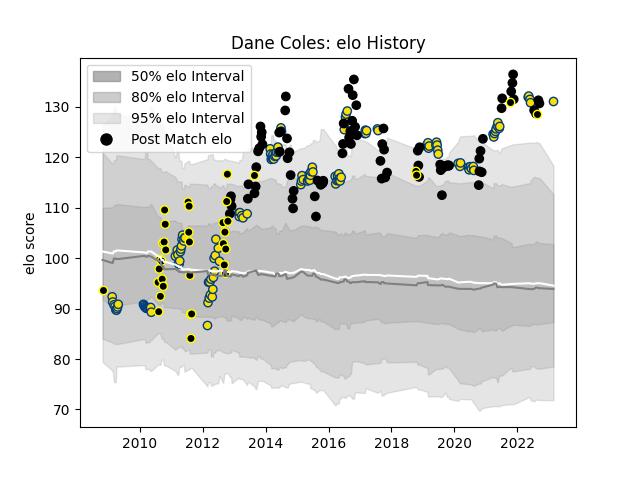 Dane Coles: elo History
50% elo Interval
80% elo Interval
95% elo Interval
Post Match elo
elo score
130
120
110
100
90
80
70
2010 2012 2014 2016 2018 2020 2022